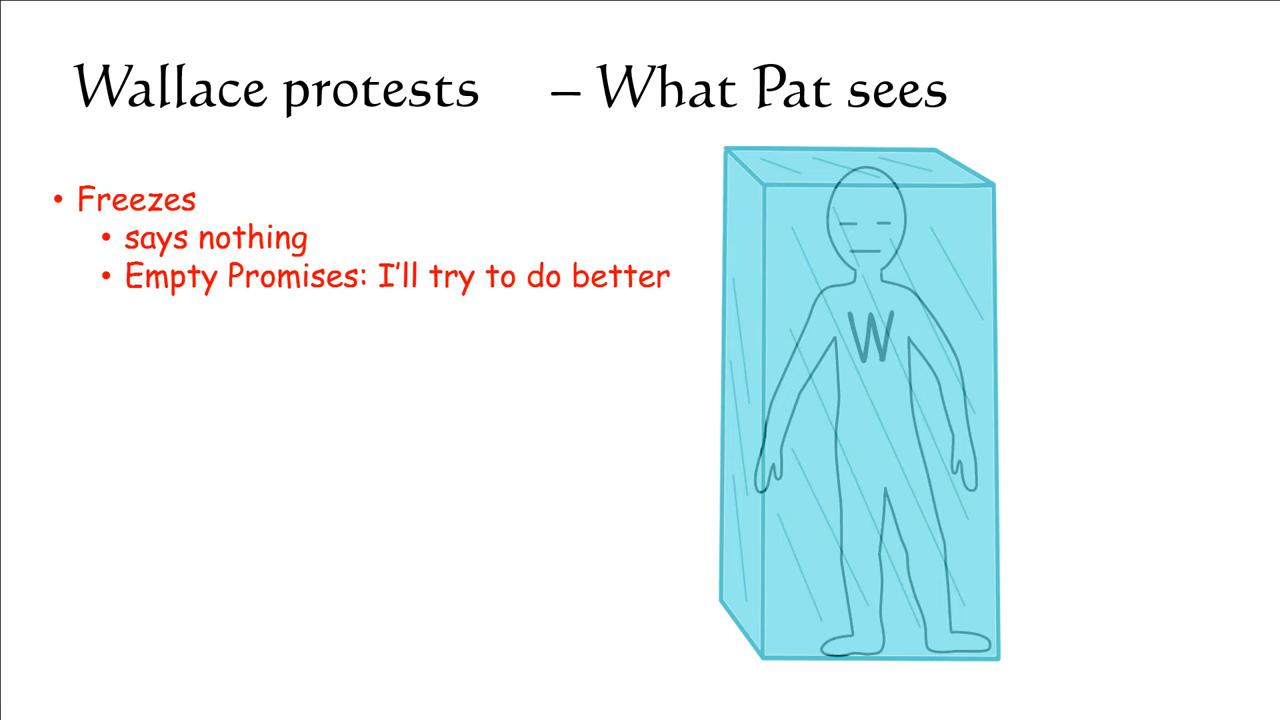 Wallace protests – What Pat sees
• Freezes
• says nothing
• Empty Promises: I'll try to do better
W